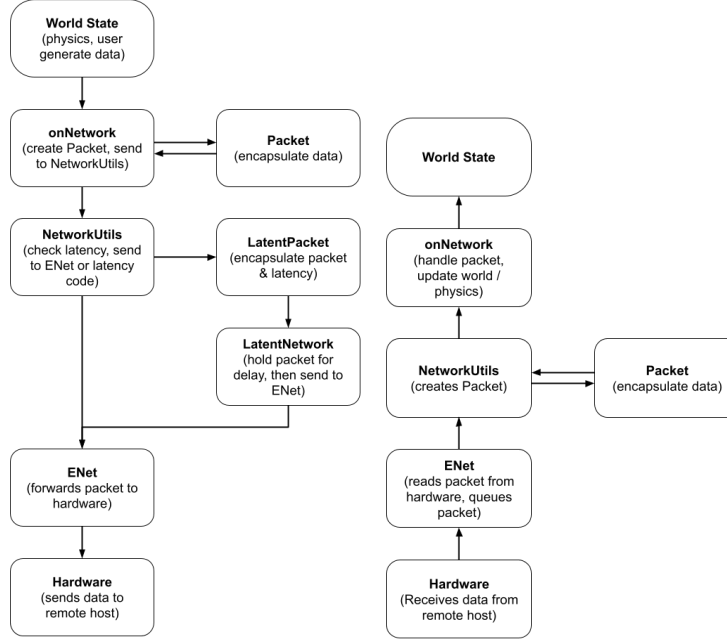 World State
(physics, user
generate data)
onNetwork
(create Packet, send
to NetworkUtils)
Packet
(encapsulate data)
NetworkUtils
(check latency, send
to ENet or latency
code)
LatentPacket
(encapsulate packet
& latency)
LatentNetwork
(hold packet for
delay, then send to
ENet)
ENet
(forwards packet to
hardware)
Hardware
(sends data to
remote host)
World State
onNetwork
(handle packet,
update world /
physics)
NetworkUtils
(creates Packet)
Packet
(encapsulate data)
ENet
(reads packet from
hardware, queues
packet)
Hardware
(Receives data from
remote host)